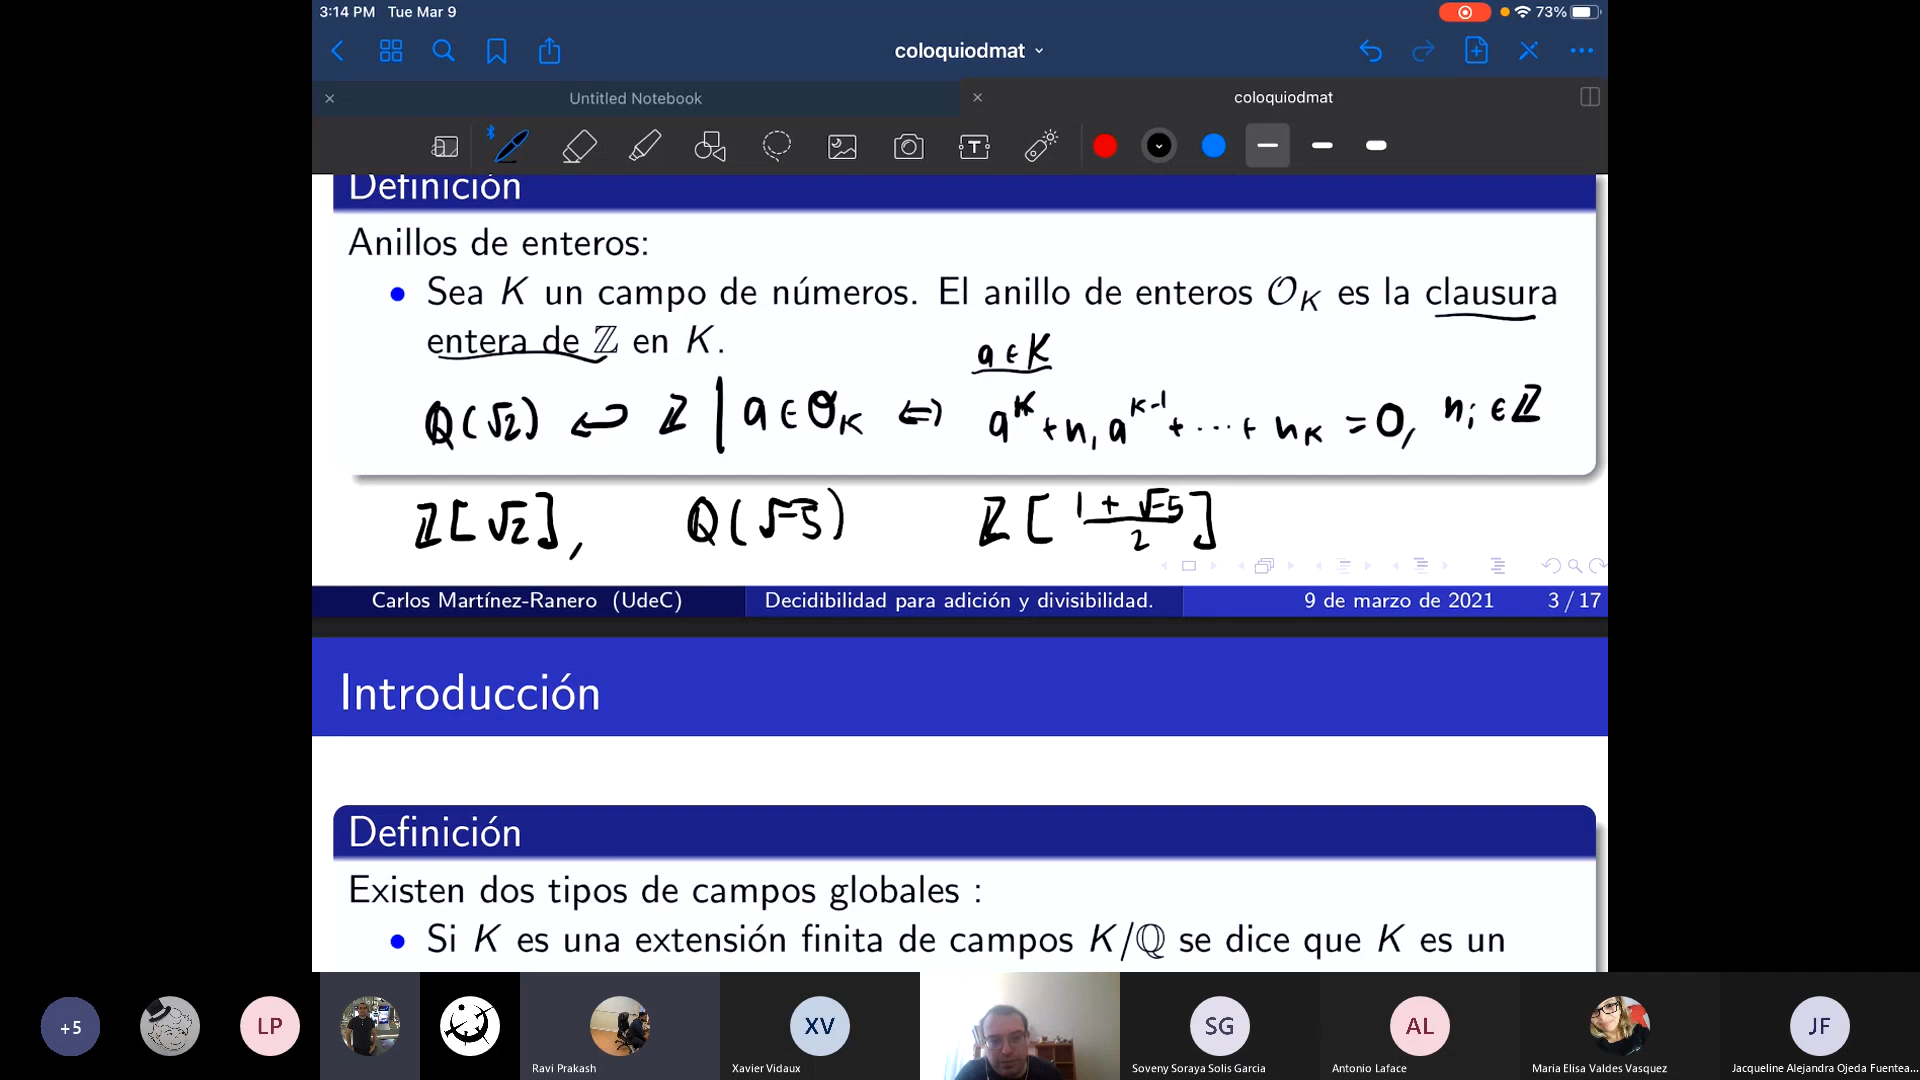 3:14 PM Tue Mar 9 73%
coloquiodmat
Untitled Notebook coloquiodmat
Definición
Anillos de enteros:
• Sea K un campo de números. El anillo de enteros 𝒪_K es la clausura
entera de ℤ en K.
a ∈ K
ℚ(√2) ↩ ℤ | a ∈ 𝒪_K ⇔ a^K + n_1 a^{K-1} + ⋯ + n_K = 0, n_i ∈ ℤ
ℤ[√2], ℚ(√-5) ℤ[(1 + √-5)/2]
Carlos Martínez-Ranero (UdeC) Decidibilidad para adición y divisibilidad. 9 de marzo de 2021 3 / 17
Introducción
Definición
Existen dos tipos de campos globales :
• Si K es una extensión finita de campos K/ℚ se dice que K es un
+5 LP XV SG AL JF
Ravi Prakash Xavier Vidaux Soveny Soraya Solis Garcia Antonio Laface Maria Elisa Valdes Vasquez Jacqueline Alejandra Ojeda Fuentea...